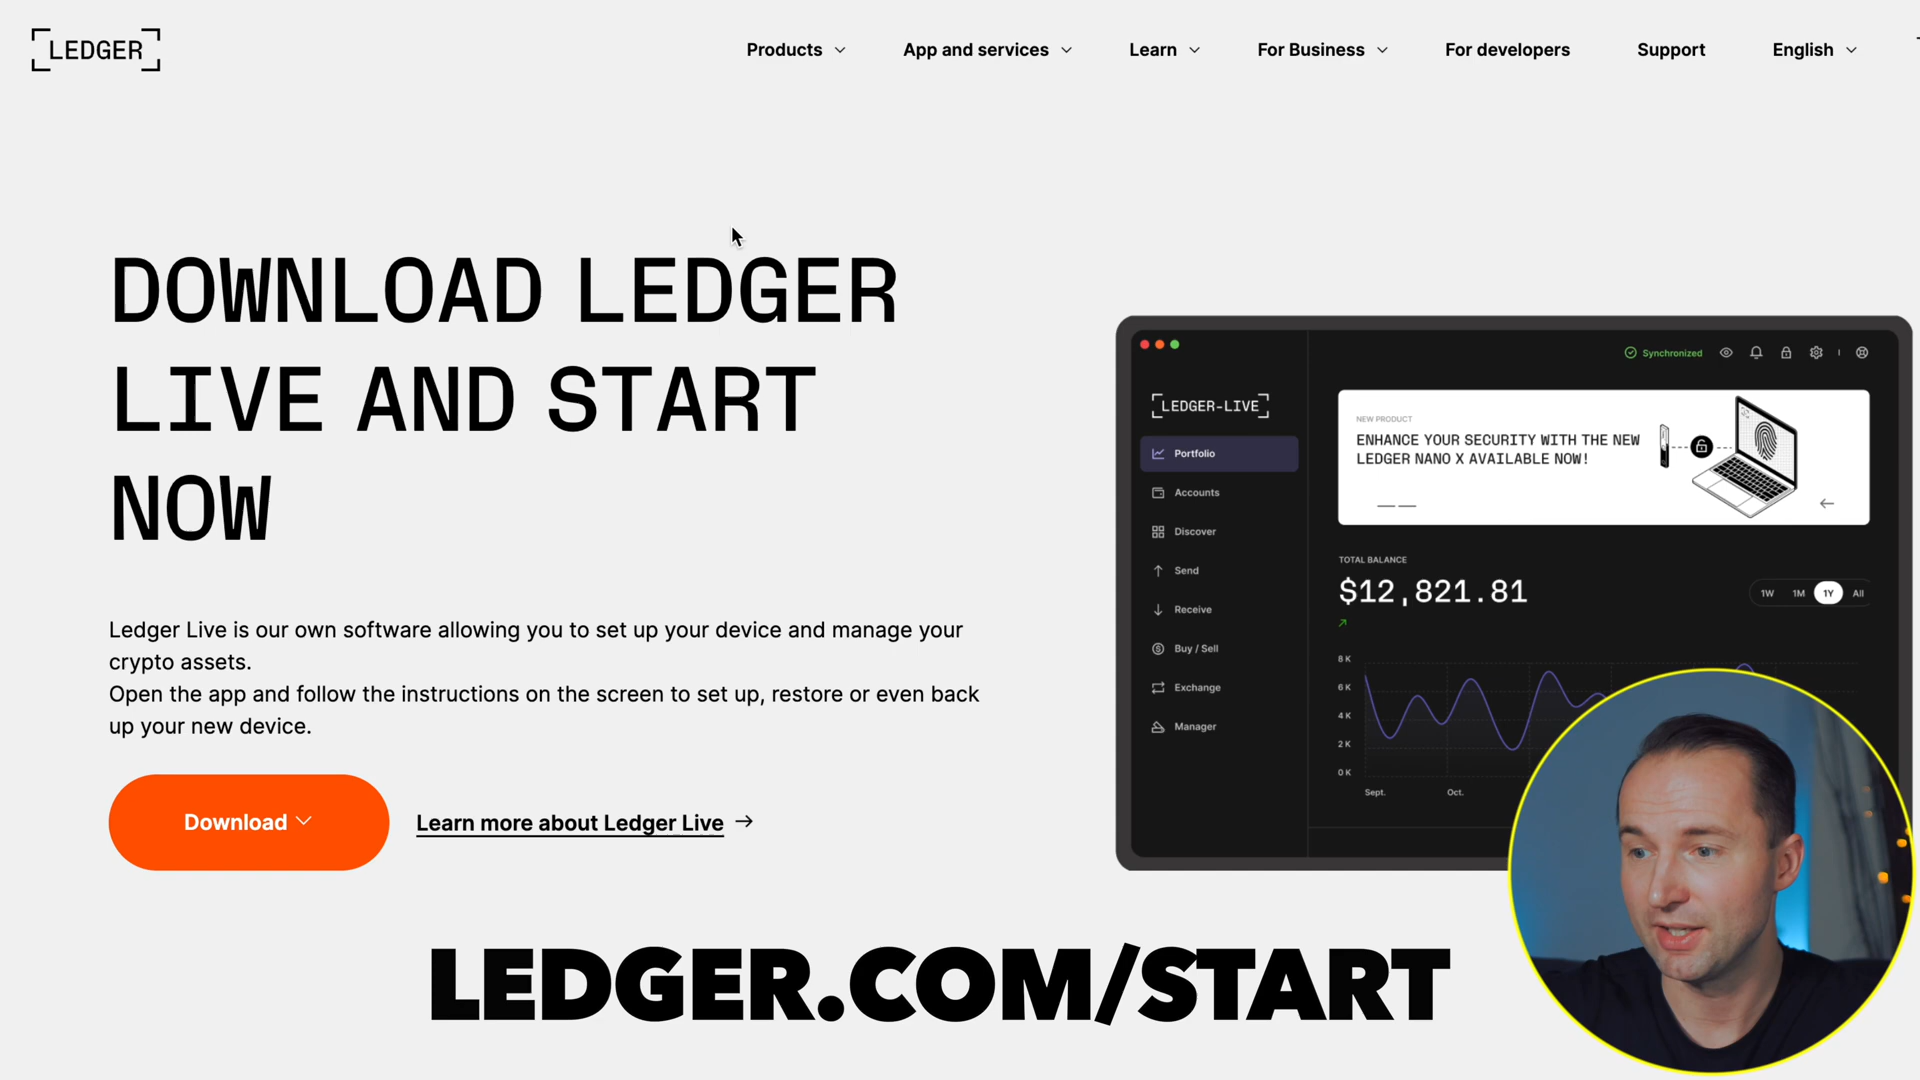 LEDGER
Products
App and services
Learn
For Business
For developers
Support
English
DOWNLOAD LEDGER
LIVE AND START
NOW
Ledger Live is our own software allowing you to set up your device and manage your
crypto assets.
Open the app and follow the instructions on the screen to set up, restore or even back
up your new device.
Download
Learn more about Ledger Live →
Synchronized
LEDGER-LIVE
Portfolio
Accounts
Discover
Send
Receive
Buy / Sell
Exchange
Manager
NEW PRODUCT
ENHANCE YOUR SECURITY WITH THE NEW
LEDGER NANO X AVAILABLE NOW!
TOTAL BALANCE
$12,821.81
1W 1M 1Y All
8 K
6 K
4 K
2 K
0 K
Sept. Oct.
LEDGER.COM/START